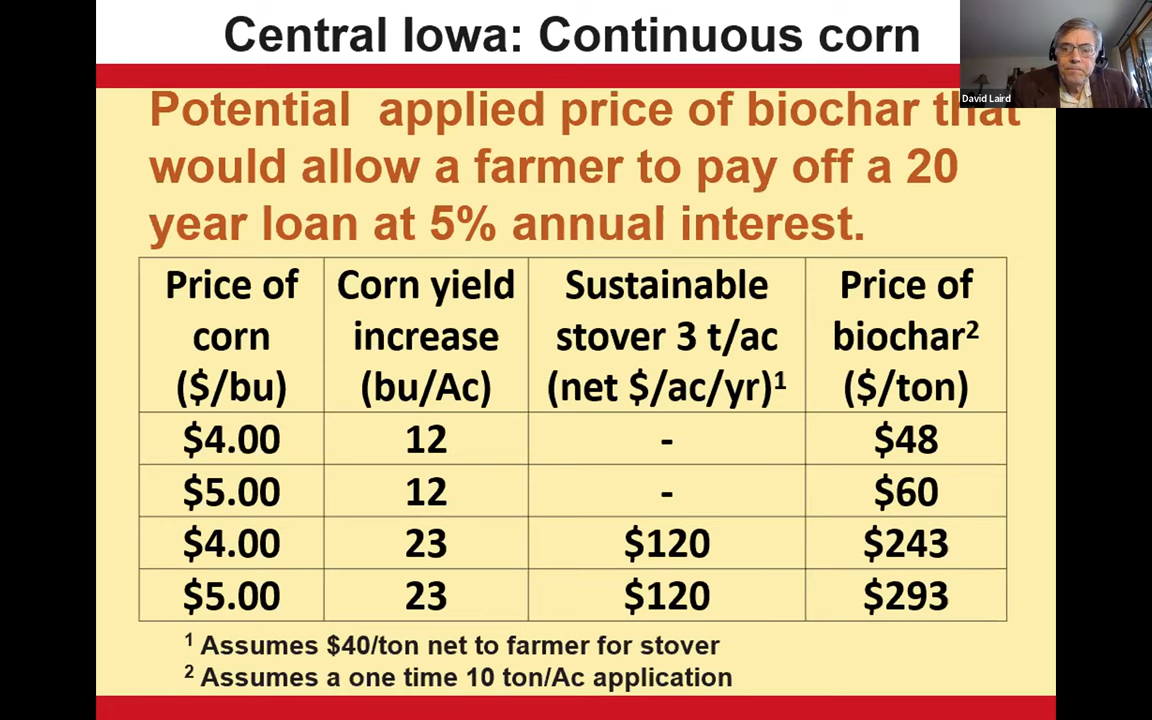 Central Iowa: Continuous corn
David Laird
Potential applied price of biochar that
would allow a farmer to pay off a 20
year loan at 5% annual interest.
Price of corn ($/bu) Corn yield increase (bu/Ac) Sustainable stover 3 t/ac (net $/ac/yr)¹ Price of biochar² ($/ton)
$4.00 12 - $48
$5.00 12 - $60
$4.00 23 $120 $243
$5.00 23 $120 $293
¹ Assumes $40/ton net to farmer for stover
² Assumes a one time 10 ton/Ac application